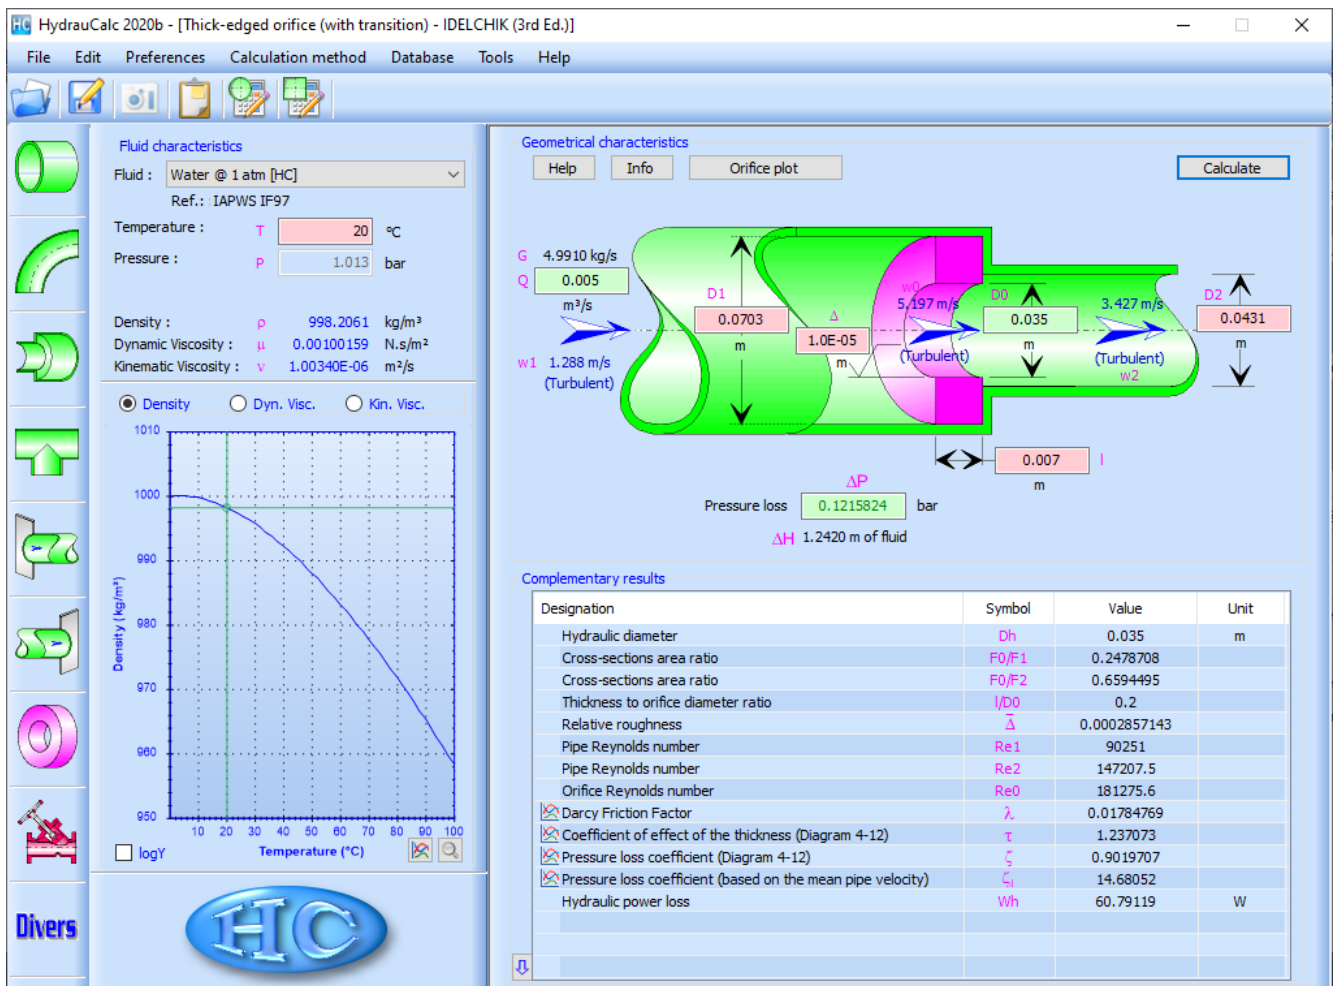 HC HydrauCalc 2020b - [Thick-edged orifice (with transition) - IDELCHIK (3rd Ed.)]
File Edit Preferences Calculation method Database Tools Help
Fluid characteristics
Fluid : Water @ 1 atm [HC]
Ref.: IAPWS IF97
Temperature : T 20 ºC
Pressure : P 1.013 bar
Density : ρ 998.2061 kg/m³
Dynamic Viscosity : μ 0.00100159 N.s/m²
Kinematic Viscosity : ν 1.00340E-06 m²/s
Density Dyn. Visc. Kin. Visc.
1010
1000
990
980
970
960
950
Density (kg/m³)
10 20 30 40 50 60 70 80 90 100
Temperature (°C)
logY
Divers
HC
Geometrical characteristics
Help Info Orifice plot Calculate
G 4.9910 kg/s
Q 0.005
m³/s
w1 1.288 m/s
(Turbulent)
D1
0.0703
m
Δ
1.0E-05
m
w0
5.197 m/s
(Turbulent)
D0
0.035
m
3.427 m/s
(Turbulent)
w2
D2
0.0431
m
0.007 l
m
ΔP
Pressure loss 0.1215824 bar
ΔH 1.2420 m of fluid
Complementary results
Designation Symbol Value Unit
Hydraulic diameter Dh 0.035 m
Cross-sections area ratio F0/F1 0.2478708
Cross-sections area ratio F0/F2 0.6594495
Thickness to orifice diameter ratio l/D0 0.2
Relative roughness Δ̅ 0.0002857143
Pipe Reynolds number Re1 90251
Pipe Reynolds number Re2 147207.5
Orifice Reynolds number Re0 181275.6
Darcy Friction Factor λ 0.01784769
Coefficient of effect of the thickness (Diagram 4-12) τ 1.237073
Pressure loss coefficient (Diagram 4-12) ζ 0.9019707
Pressure loss coefficient (based on the mean pipe velocity) ζ₁ 14.68052
Hydraulic power loss Wh 60.79119 W